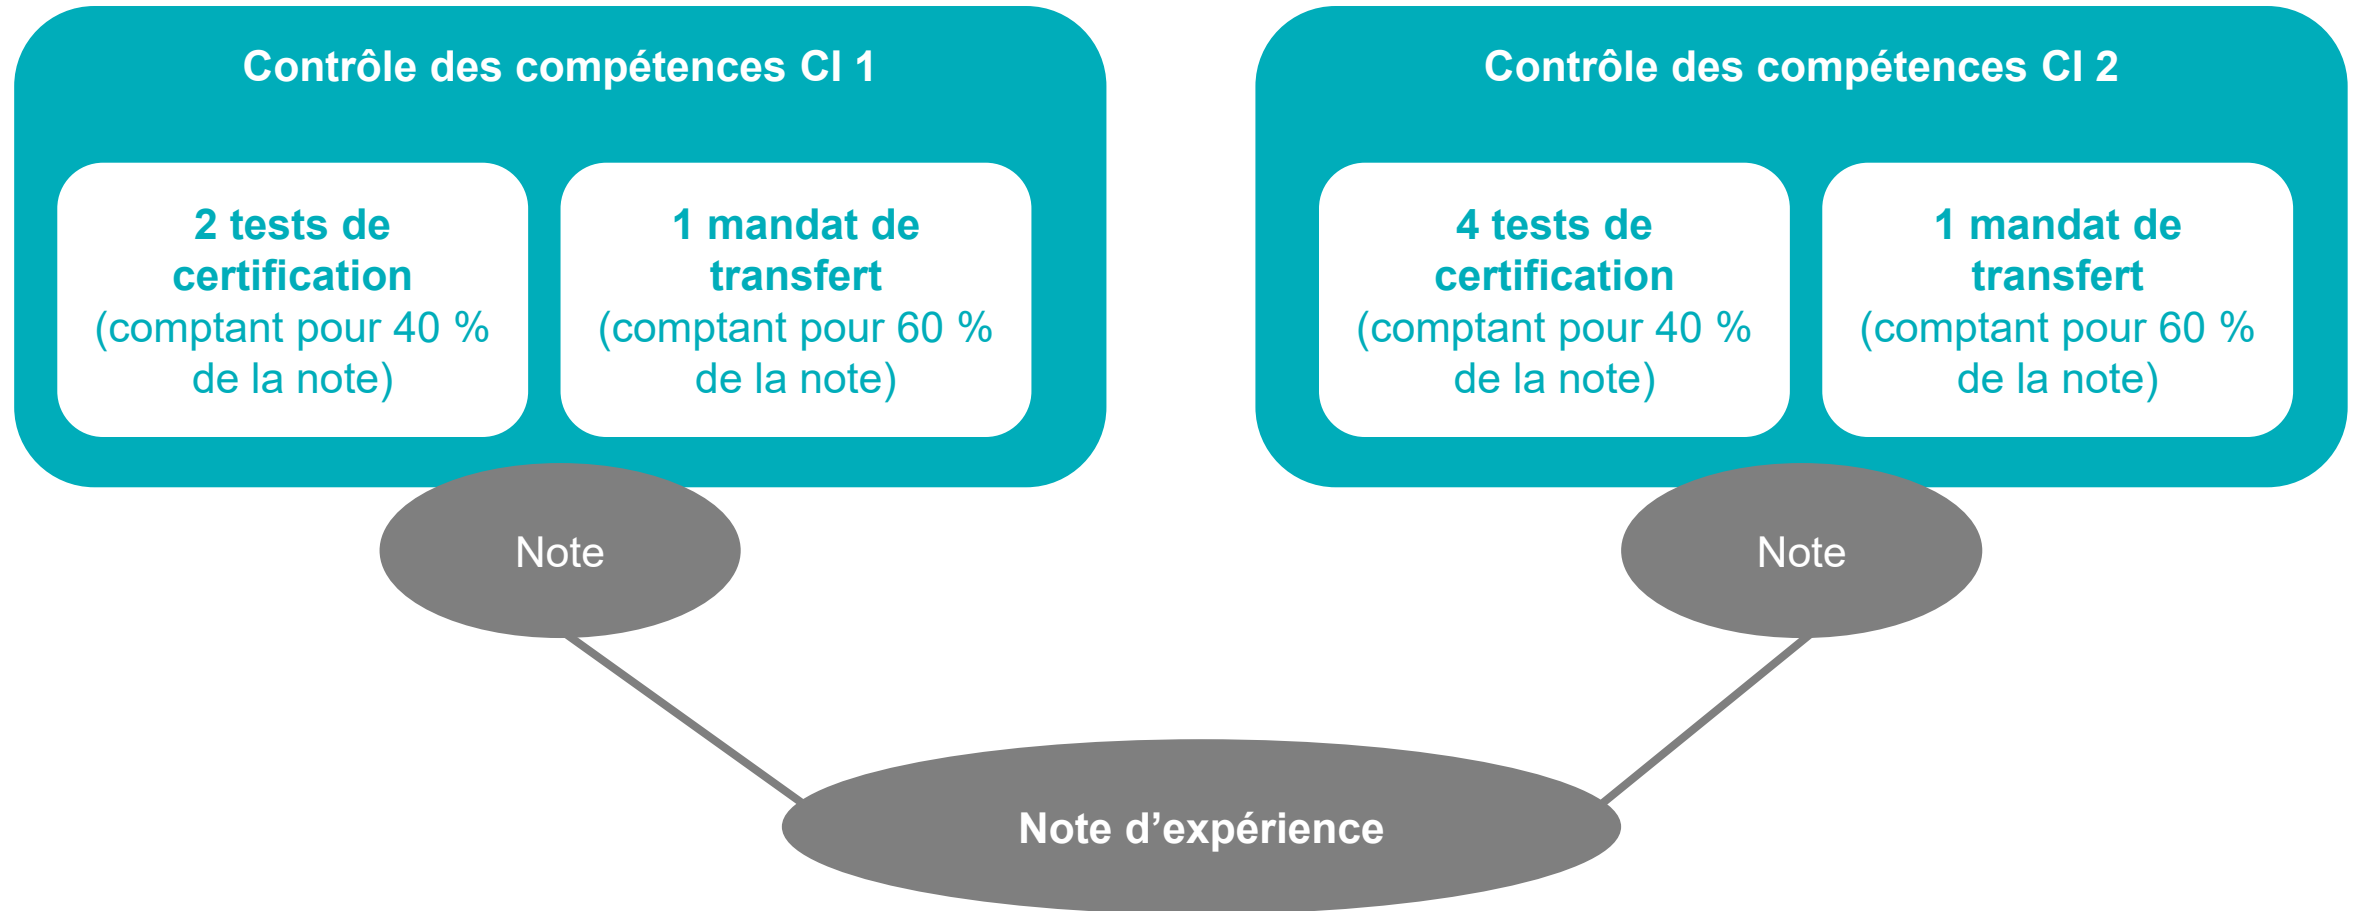 Contrôle des compétences CI 1
2 tests de
certification
(comptant pour 40 %
de la note)
1 mandat de
transfert
(comptant pour 60 %
de la note)
Note
Contrôle des compétences CI 2
4 tests de
certification
(comptant pour 40 %
de la note)
1 mandat de
transfert
(comptant pour 60 %
de la note)
Note
Note d’expérience